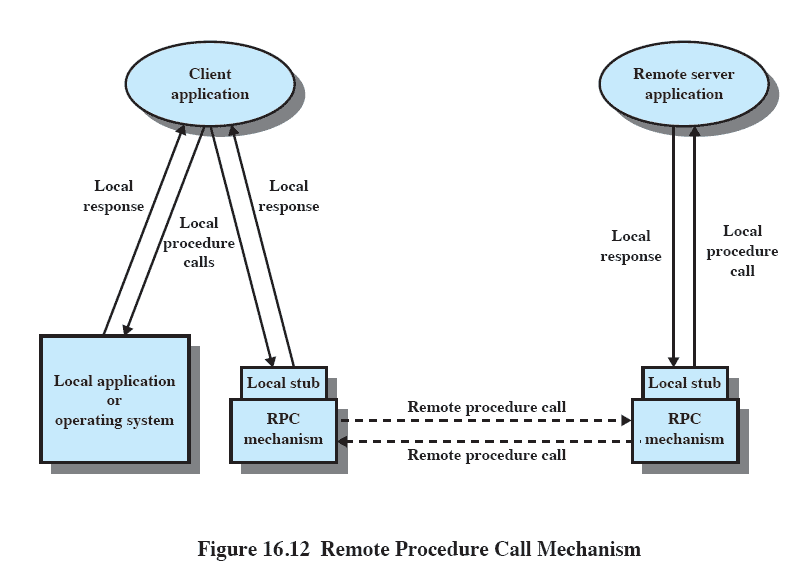 Client
application
Remote server
application
Local
response
Local
procedure
calls
Local
response
Local
response
Local
procedure
call
Local application
or
operating system
Local stub
RPC
mechanism
Remote procedure call
Remote procedure call
Local stub
RPC
mechanism
Figure 16.12 Remote Procedure Call Mechanism